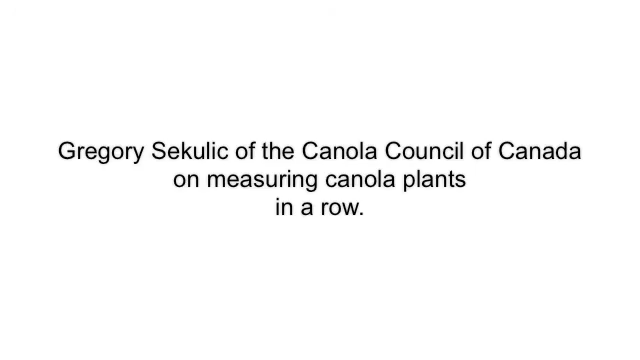 Gregory Sekulic of the Canola Council of Canada
on measuring canola plants
in a row.